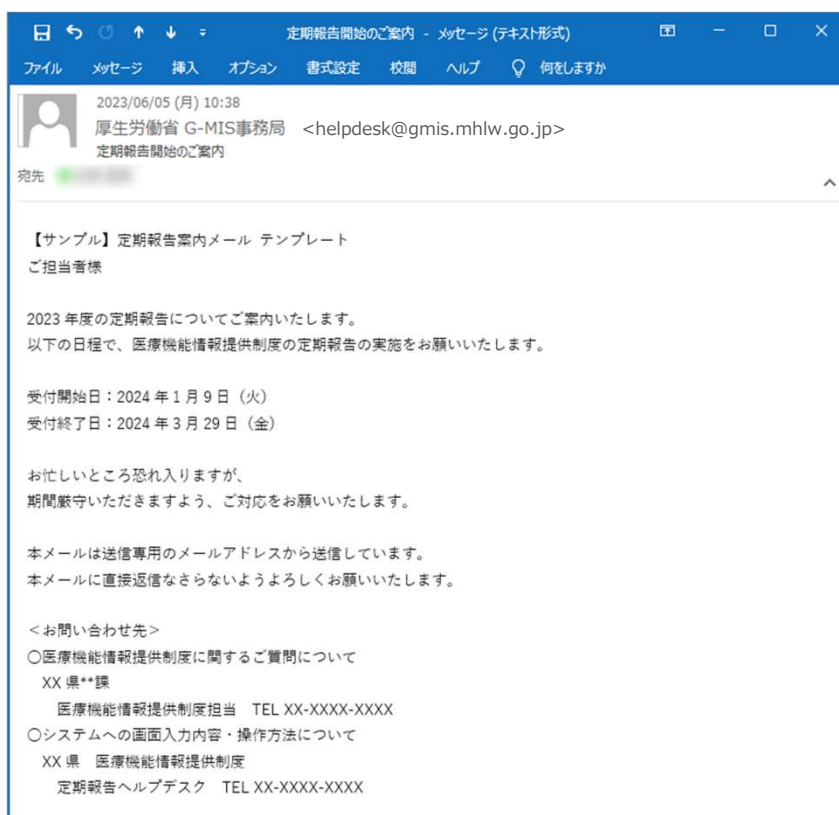 定期報告開始のご案内 - メッセージ (テキスト形式)
ファイル メッセージ 挿入 オプション 書式設定 校閲 ヘルプ 何をしますか
2023/06/05 (月) 10:38
厚生労働省 G-MIS事務局 <helpdesk@gmis.mhlw.go.jp>
定期報告開始のご案内
宛先
【サンプル】定期報告案内メール テンプレート
ご担当者様
2023 年度の定期報告についてご案内いたします。
以下の日程で、医療機能情報提供制度の定期報告の実施をお願いいたします。
受付開始日：2024 年 1 月 9 日（火）
受付終了日：2024 年 3 月 29 日（金）
お忙しいところ恐れ入りますが、
期間厳守いただきますよう、ご対応をお願いいたします。
本メールは送信専用のメールアドレスから送信しています。
本メールに直接返信なさらないようよろしくお願いいたします。
＜お問い合わせ先＞
〇医療機能情報提供制度に関するご質問について
XX 県**課
医療機能情報提供制度担当 TEL XX-XXXX-XXXX
〇システムへの画面入力内容・操作方法について
XX 県 医療機能情報提供制度
定期報告ヘルプデスク TEL XX-XXXX-XXXX